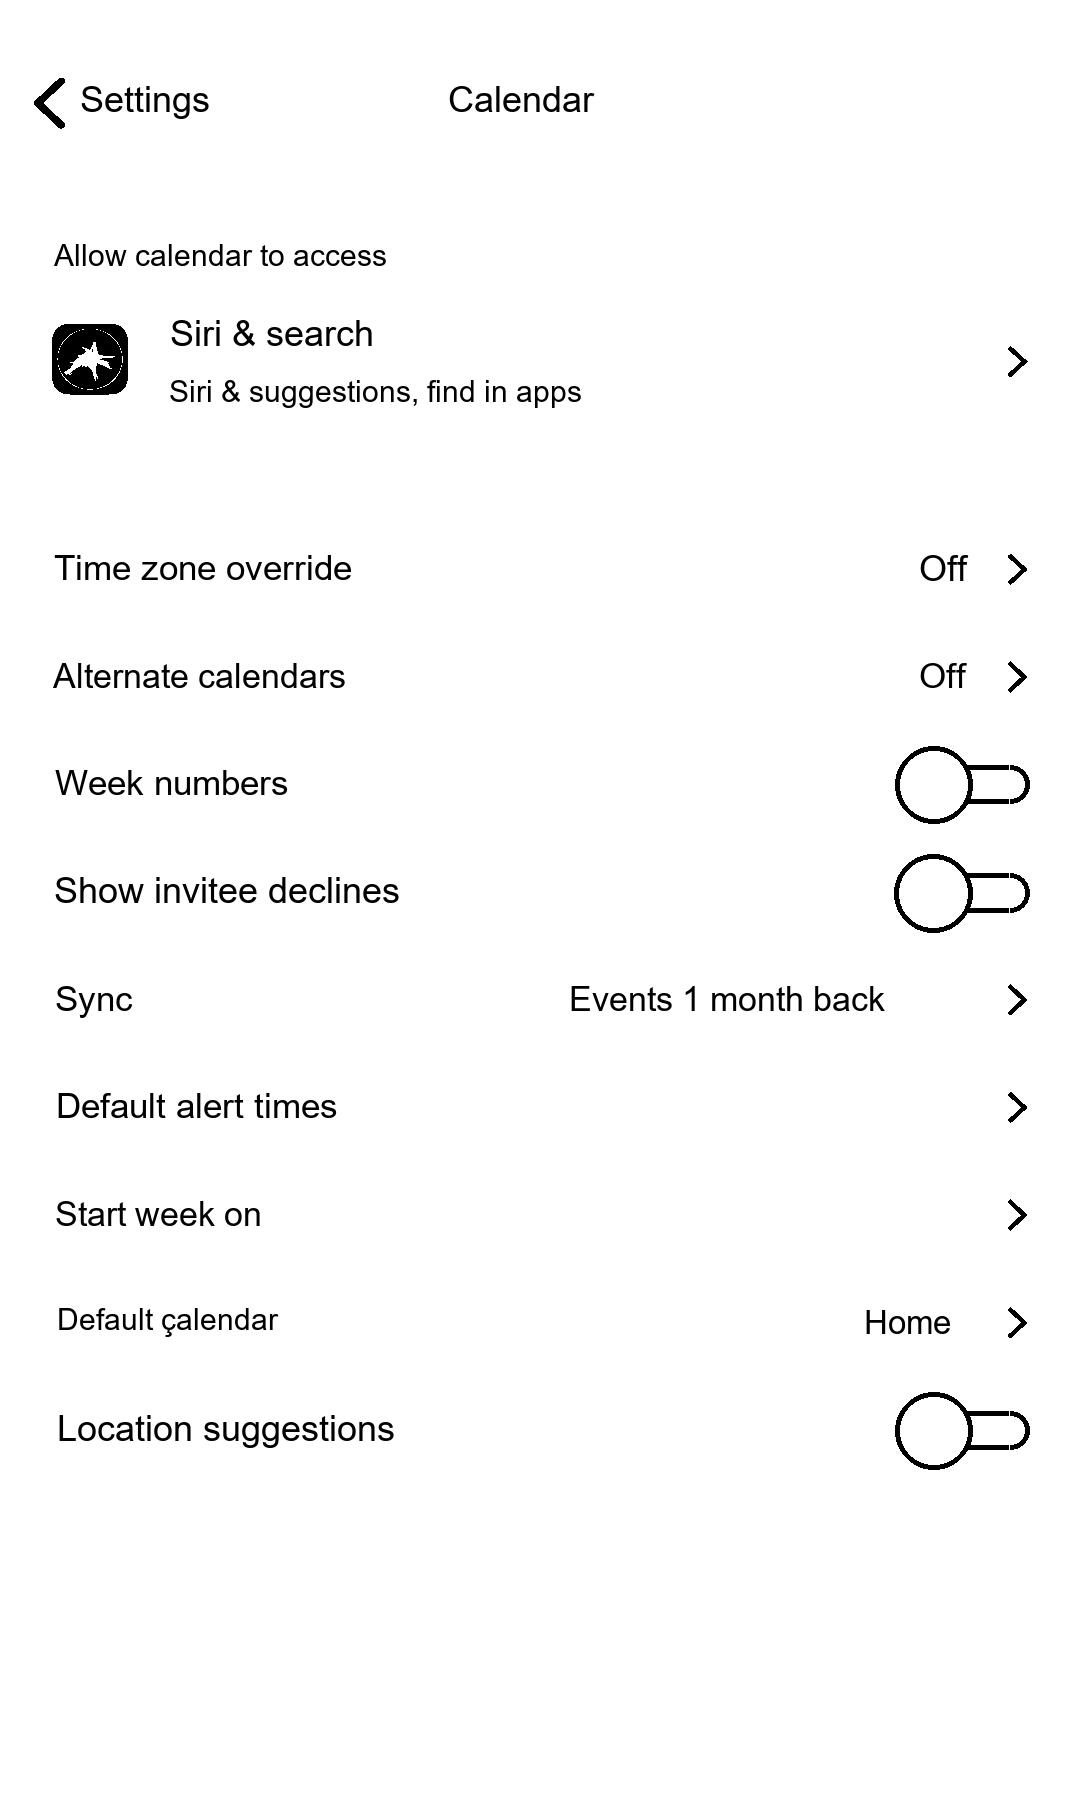 Settings Calendar
Allow calendar to access
Siri & search
Siri & suggestions, find in apps
Time zone override Off
Alternate calendars Off
Week numbers
Show invitee declines
Sync Events 1 month back
Default alert times
Start week on
Default çalendar Home
Location suggestions